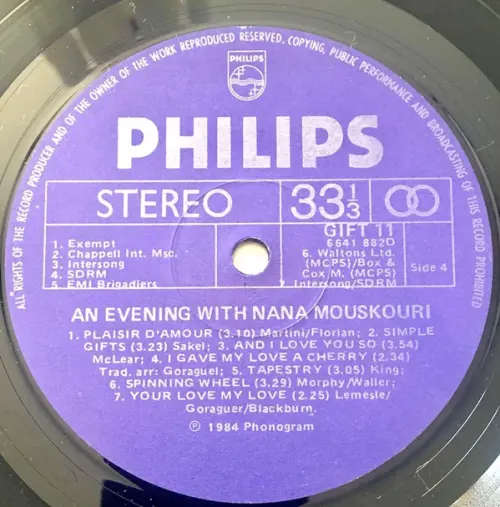 ALL RIGHTS OF THE RECORD PRODUCER AND OF THE OWNER OF THE WORK REPRODUCED RESERVED. COPYING, PUBLIC PERFORMANCE AND BROADCASTING OF THIS RECORD PROHIBITED
PHILIPS
PHILIPS
STEREO 33 1/3
GIFT 11
1. Exempt 6641 882D
2. Chappell Int. Msc. 6. Waltons Ltd.
3. Intersong (MCPS)/Box &
4. SDRM Cox M. (MCPS) Side 4
5. EMI Brigadiers 7 Intersong/SDRM
AN EVENING WITH NANA MOUSKOURI
1. PLAISIR D'AMOUR (3.10) Martini/Florian; 2. SIMPLE
GIFTS (3.23) Sakel; 3. AND I LOVE YOU SO (3.54)
McLear; 4. I GAVE MY LOVE A CHERRY (2.34)
Trad. arr: Goraguel; 5. TAPESTRY (3.05) King;
6. SPINNING WHEEL (3.29) Morphy/Waller;
7. YOUR LOVE MY LOVE (2.25) Lemesle/
Goraguer/Blackburn.
Ⓟ 1984 Phonogram